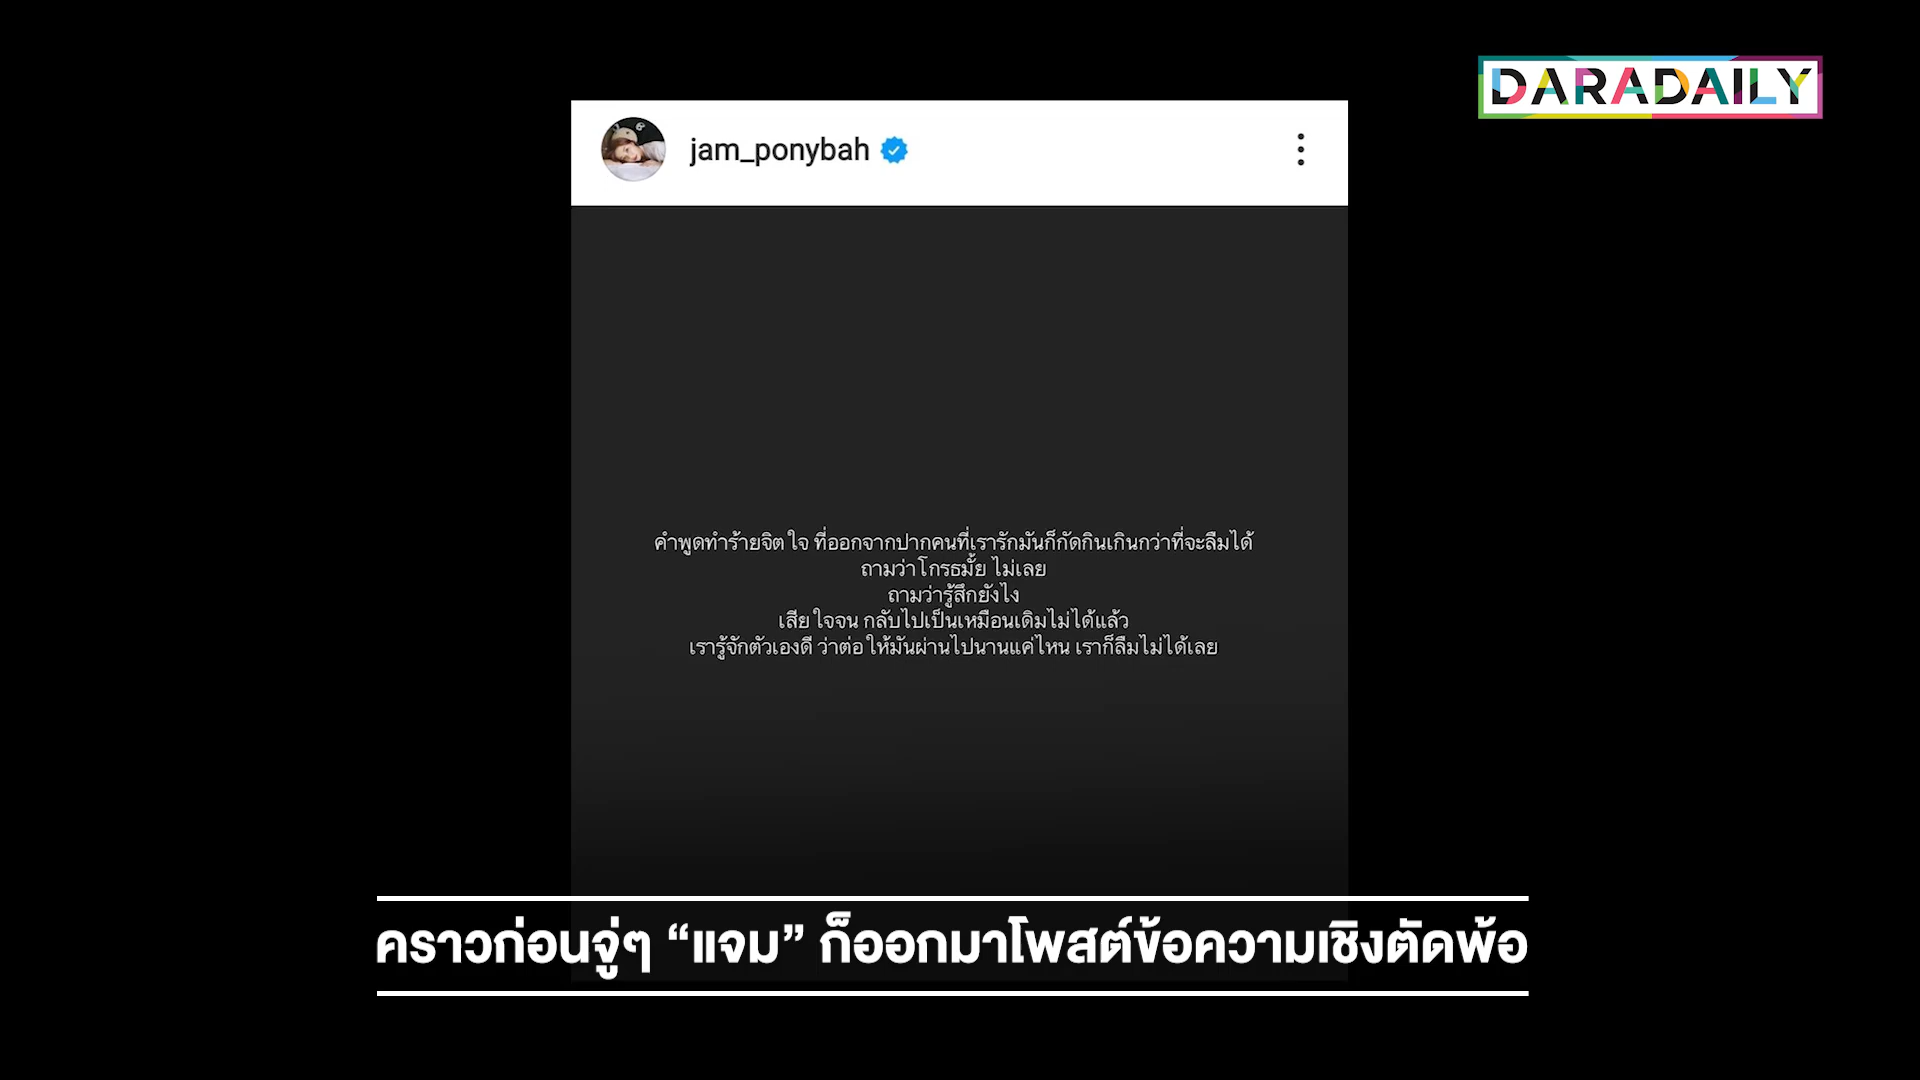 DARADAILY
jam_ponybah
คำพูดทำร้ายจิตใจ ที่ออกจากปากคนที่เรารักมันก็กัดกินเกินกว่าที่จะลืมได้
ถามว่าโกรธมั้ย ไม่เลย
ถามว่ารู้สึกยังไง
เสียใจจน กลับไปเป็นเหมือนเดิมไม่ได้แล้ว
เรารู้จักตัวเองดี ว่าต่อให้มันผ่านไปนานแค่ไหน เราก็ลืมไม่ได้เลย
คราวก่อนจู่ๆ “แจม” ก็ออกมาโพสต์ข้อความเชิงตัดพ้อ